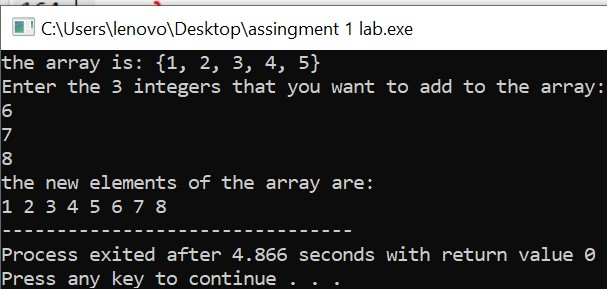 C:\Users\lenovo\Desktop\assingment 1 lab.exe
the array is: {1, 2, 3, 4, 5}
Enter the 3 integers that you want to add to the array:
6
7
8
the new elements of the array are:
1 2 3 4 5 6 7 8
--------------------------------
Process exited after 4.866 seconds with return value 0
Press any key to continue . . .